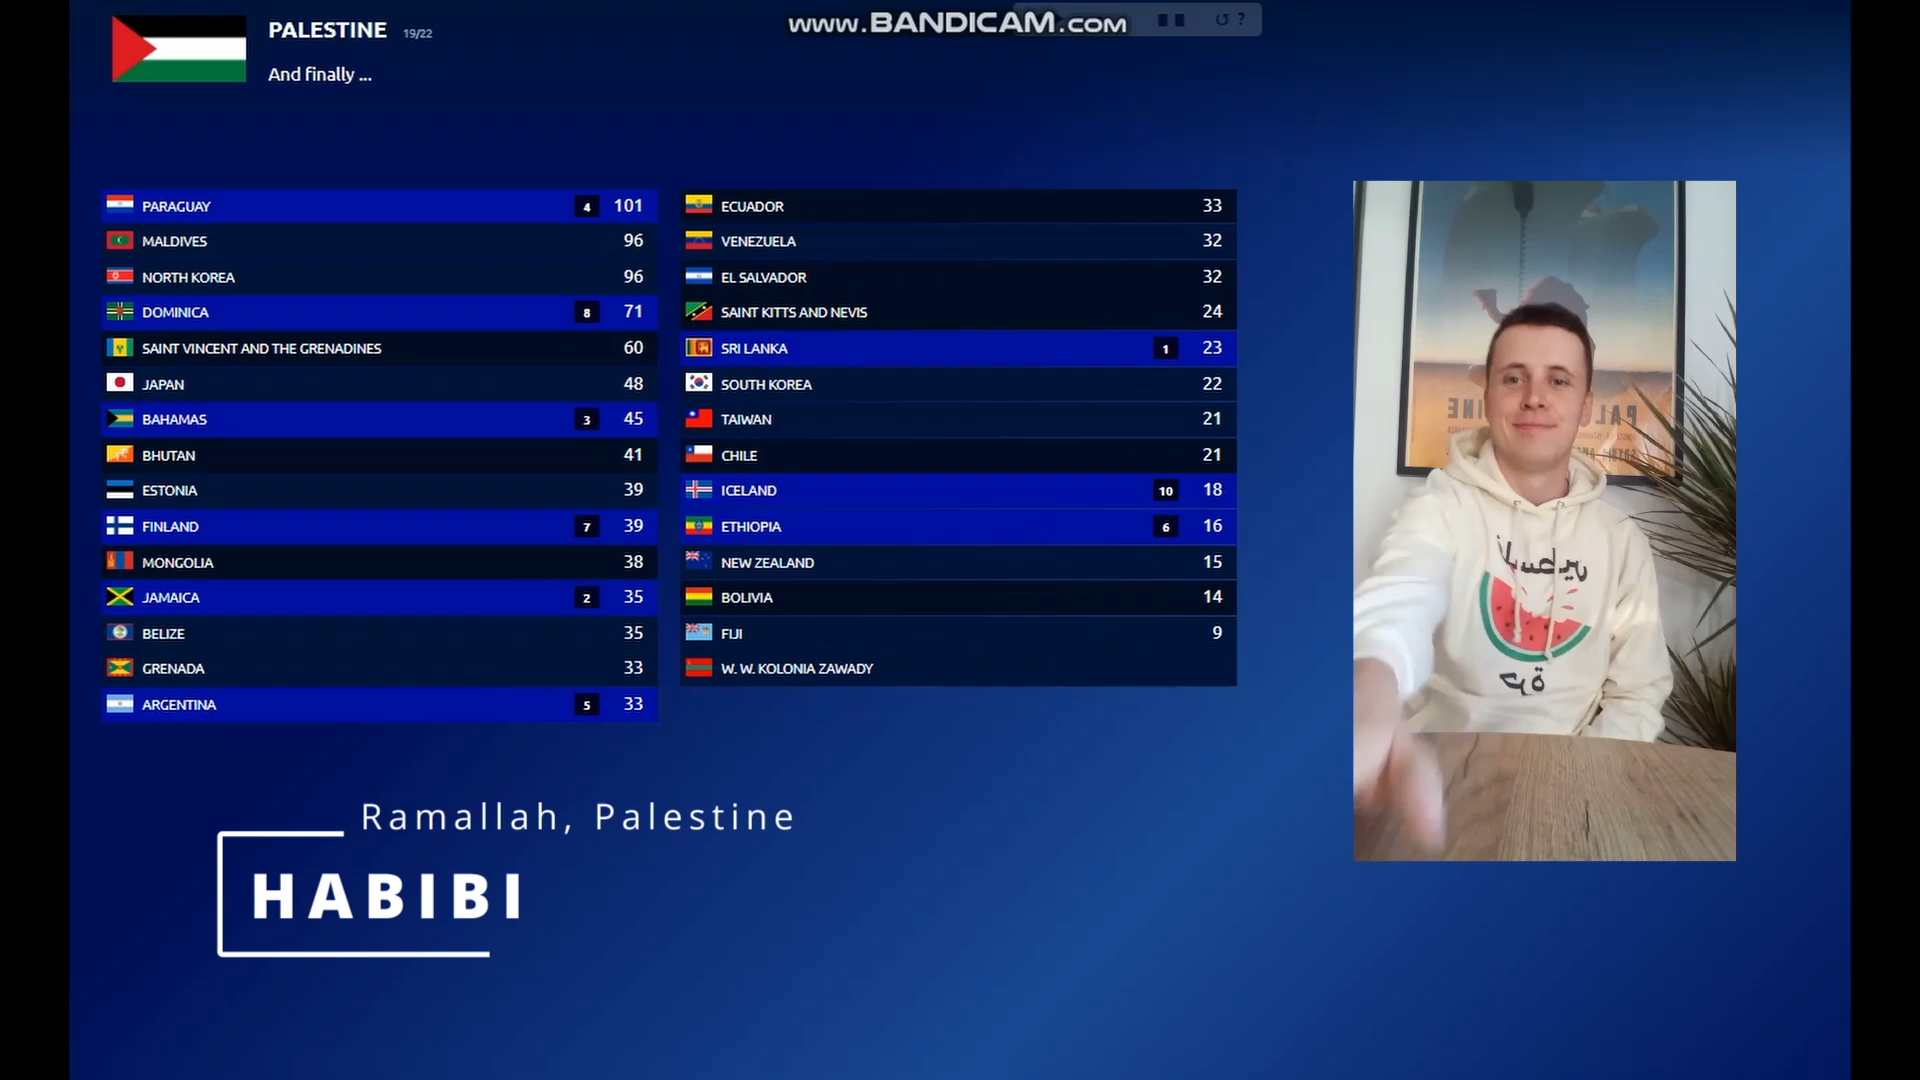 PALESTINE 19/22
And finally ...
www.BANDICAM.com
PARAGUAY 4 101
MALDIVES 96
NORTH KOREA 96
DOMINICA 8 71
SAINT VINCENT AND THE GRENADINES 60
JAPAN 48
BAHAMAS 3 45
BHUTAN 41
ESTONIA 39
FINLAND 7 39
MONGOLIA 38
JAMAICA 2 35
BELIZE 35
GRENADA 33
ARGENTINA 5 33
ECUADOR 33
VENEZUELA 32
EL SALVADOR 32
SAINT KITTS AND NEVIS 24
SRI LANKA 1 23
SOUTH KOREA 22
TAIWAN 21
CHILE 21
ICELAND 10 18
ETHIOPIA 6 16
NEW ZEALAND 15
BOLIVIA 14
FIJI 9
W. W. KOLONIA ZAWADY
حرة
Ramallah, Palestine
HABIBI